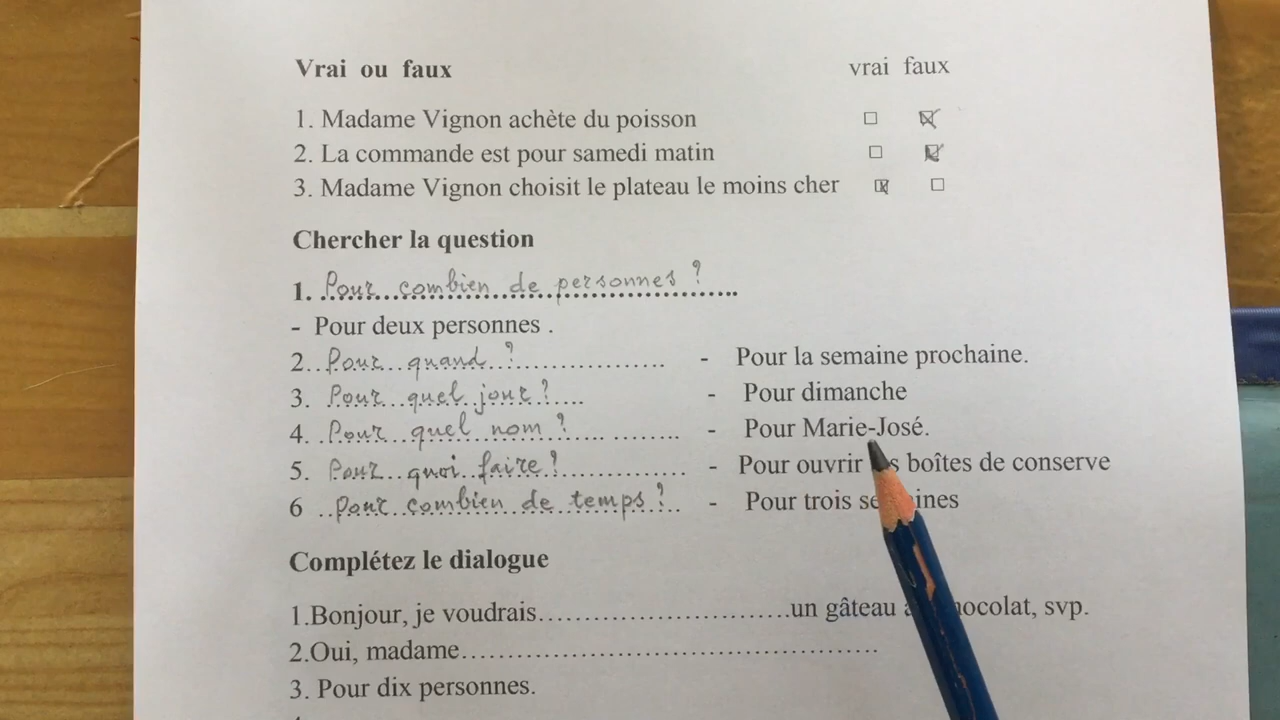 Vrai ou faux vrai faux
1. Madame Vignon achète du poisson
2. La commande est pour samedi matin
3. Madame Vignon choisit le plateau le moins cher
Chercher la question
1. Pour combien de personnes ?
- Pour deux personnes .
2. Pour quand ? - Pour la semaine prochaine.
3. Pour quel jour ? - Pour dimanche
4. Pour quel nom ? - Pour Marie-José.
5. Pour quoi faire ? - Pour ouvrir boîtes de conserve
6 Pour combien de temps ? - Pour trois
Complétez le dialogue
1.Bonjour, je voudrais……………………….un gâteau svp.
2.Oui, madame………………………………………
3. Pour dix personnes.